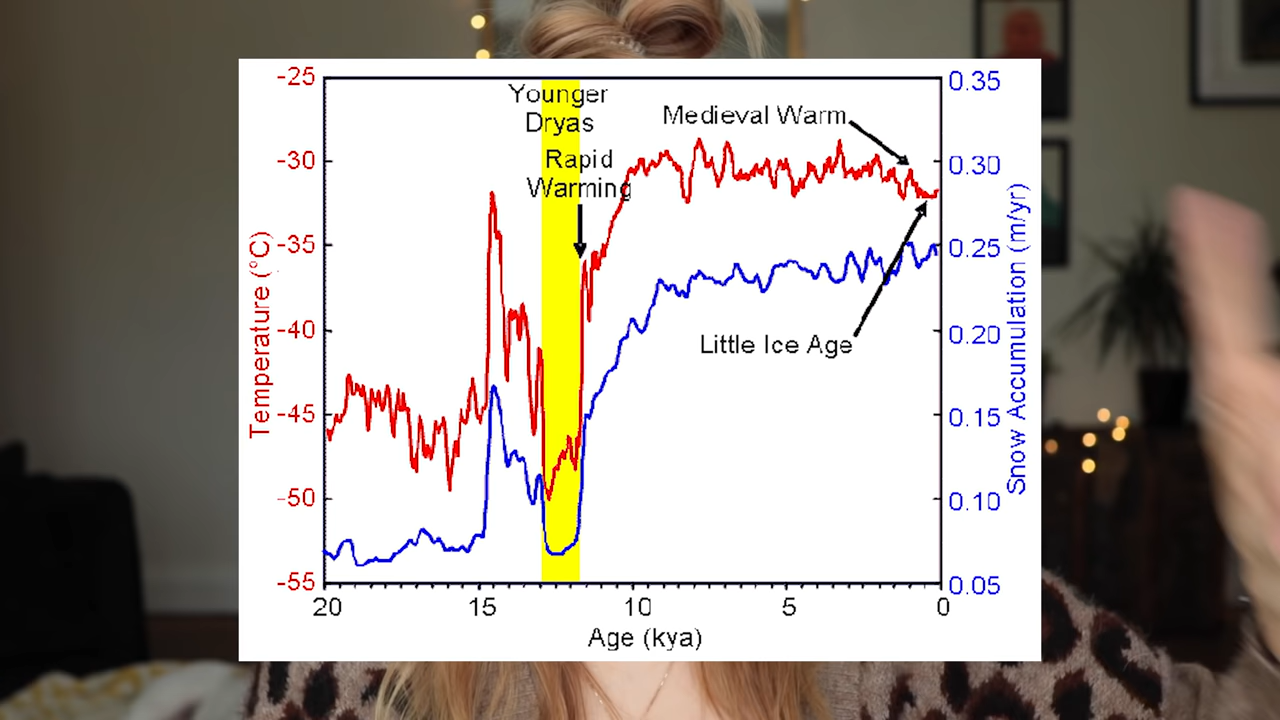 -25
-30
-35
-40
-45
-50
-55
Temperature (°C)
Younger
Dryas
Rapid
Warming
Medieval Warm
Little Ice Age
0.35
0.30
0.25
0.20
0.15
0.10
0.05
Snow Accumulation (m/yr)
20
15
10
5
0
Age (kya)